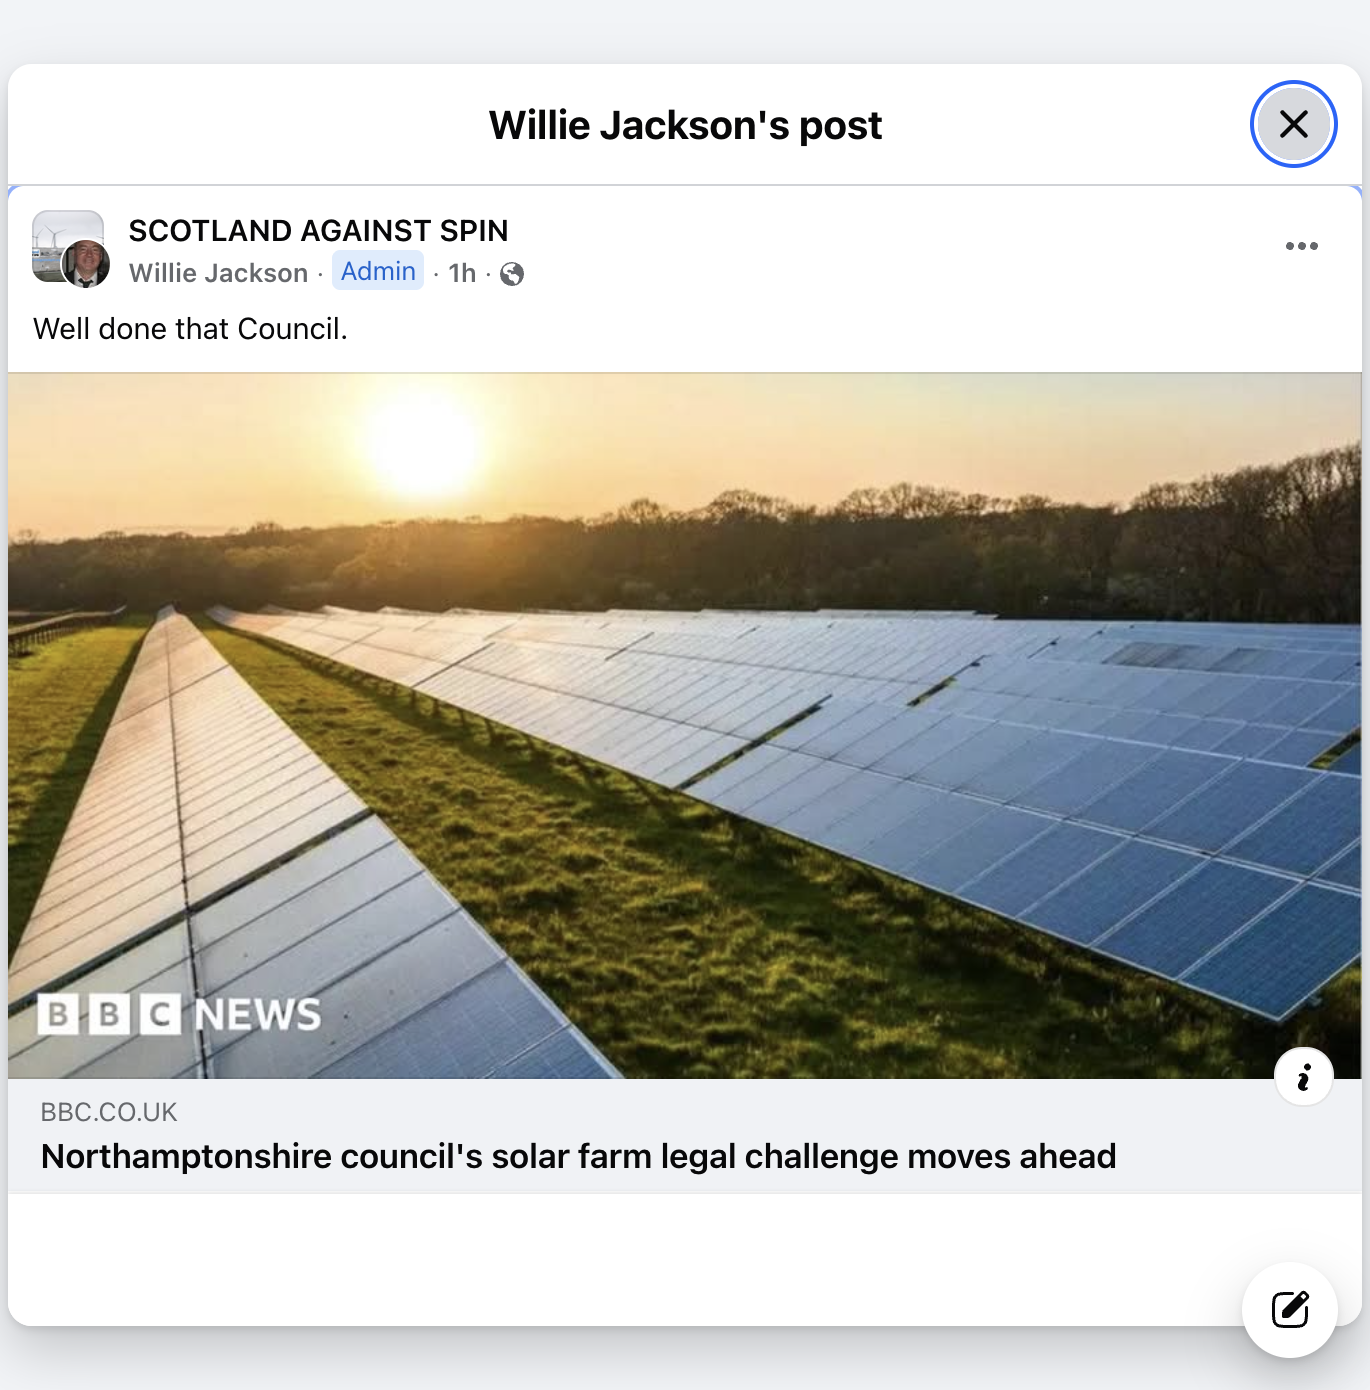 Willie Jackson's post
SCOTLAND AGAINST SPIN
Willie Jackson · Admin · 1h ·
Well done that Council.
BBC NEWS
BBC.CO.UK
Northamptonshire council's solar farm legal challenge moves ahead